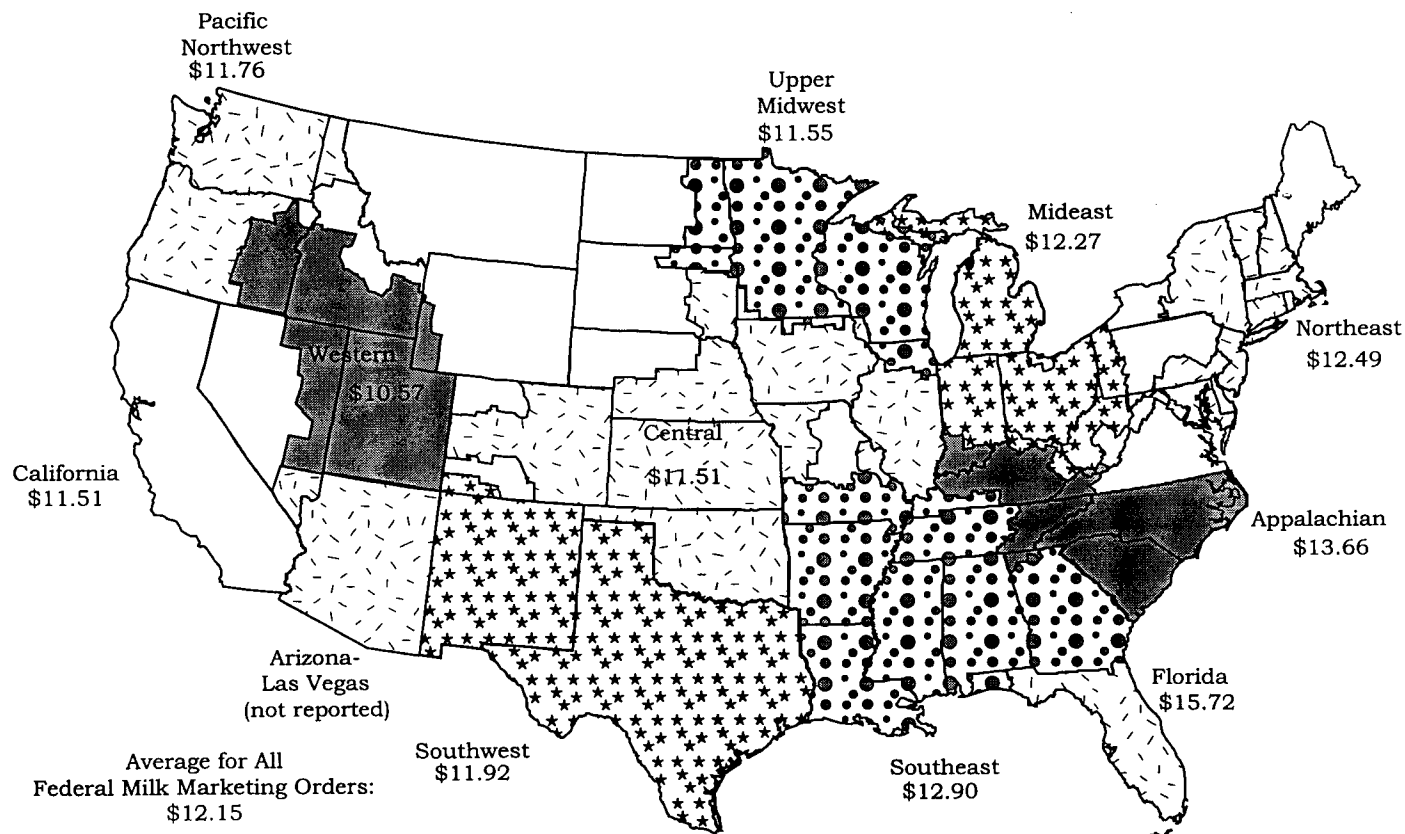 Pacific
Northwest
$11.76
Upper
Midwest
$11.55
Mideast
$12.27
Northeast
$12.49
Western
$10.57
Central
$11.51
California
$11.51
Appalachian
$13.66
Arizona-
Las Vegas
(not reported)
Florida
$15.72
Southwest
$11.92
Southeast
$12.90
Average for All
Federal Milk Marketing Orders:
$12.15